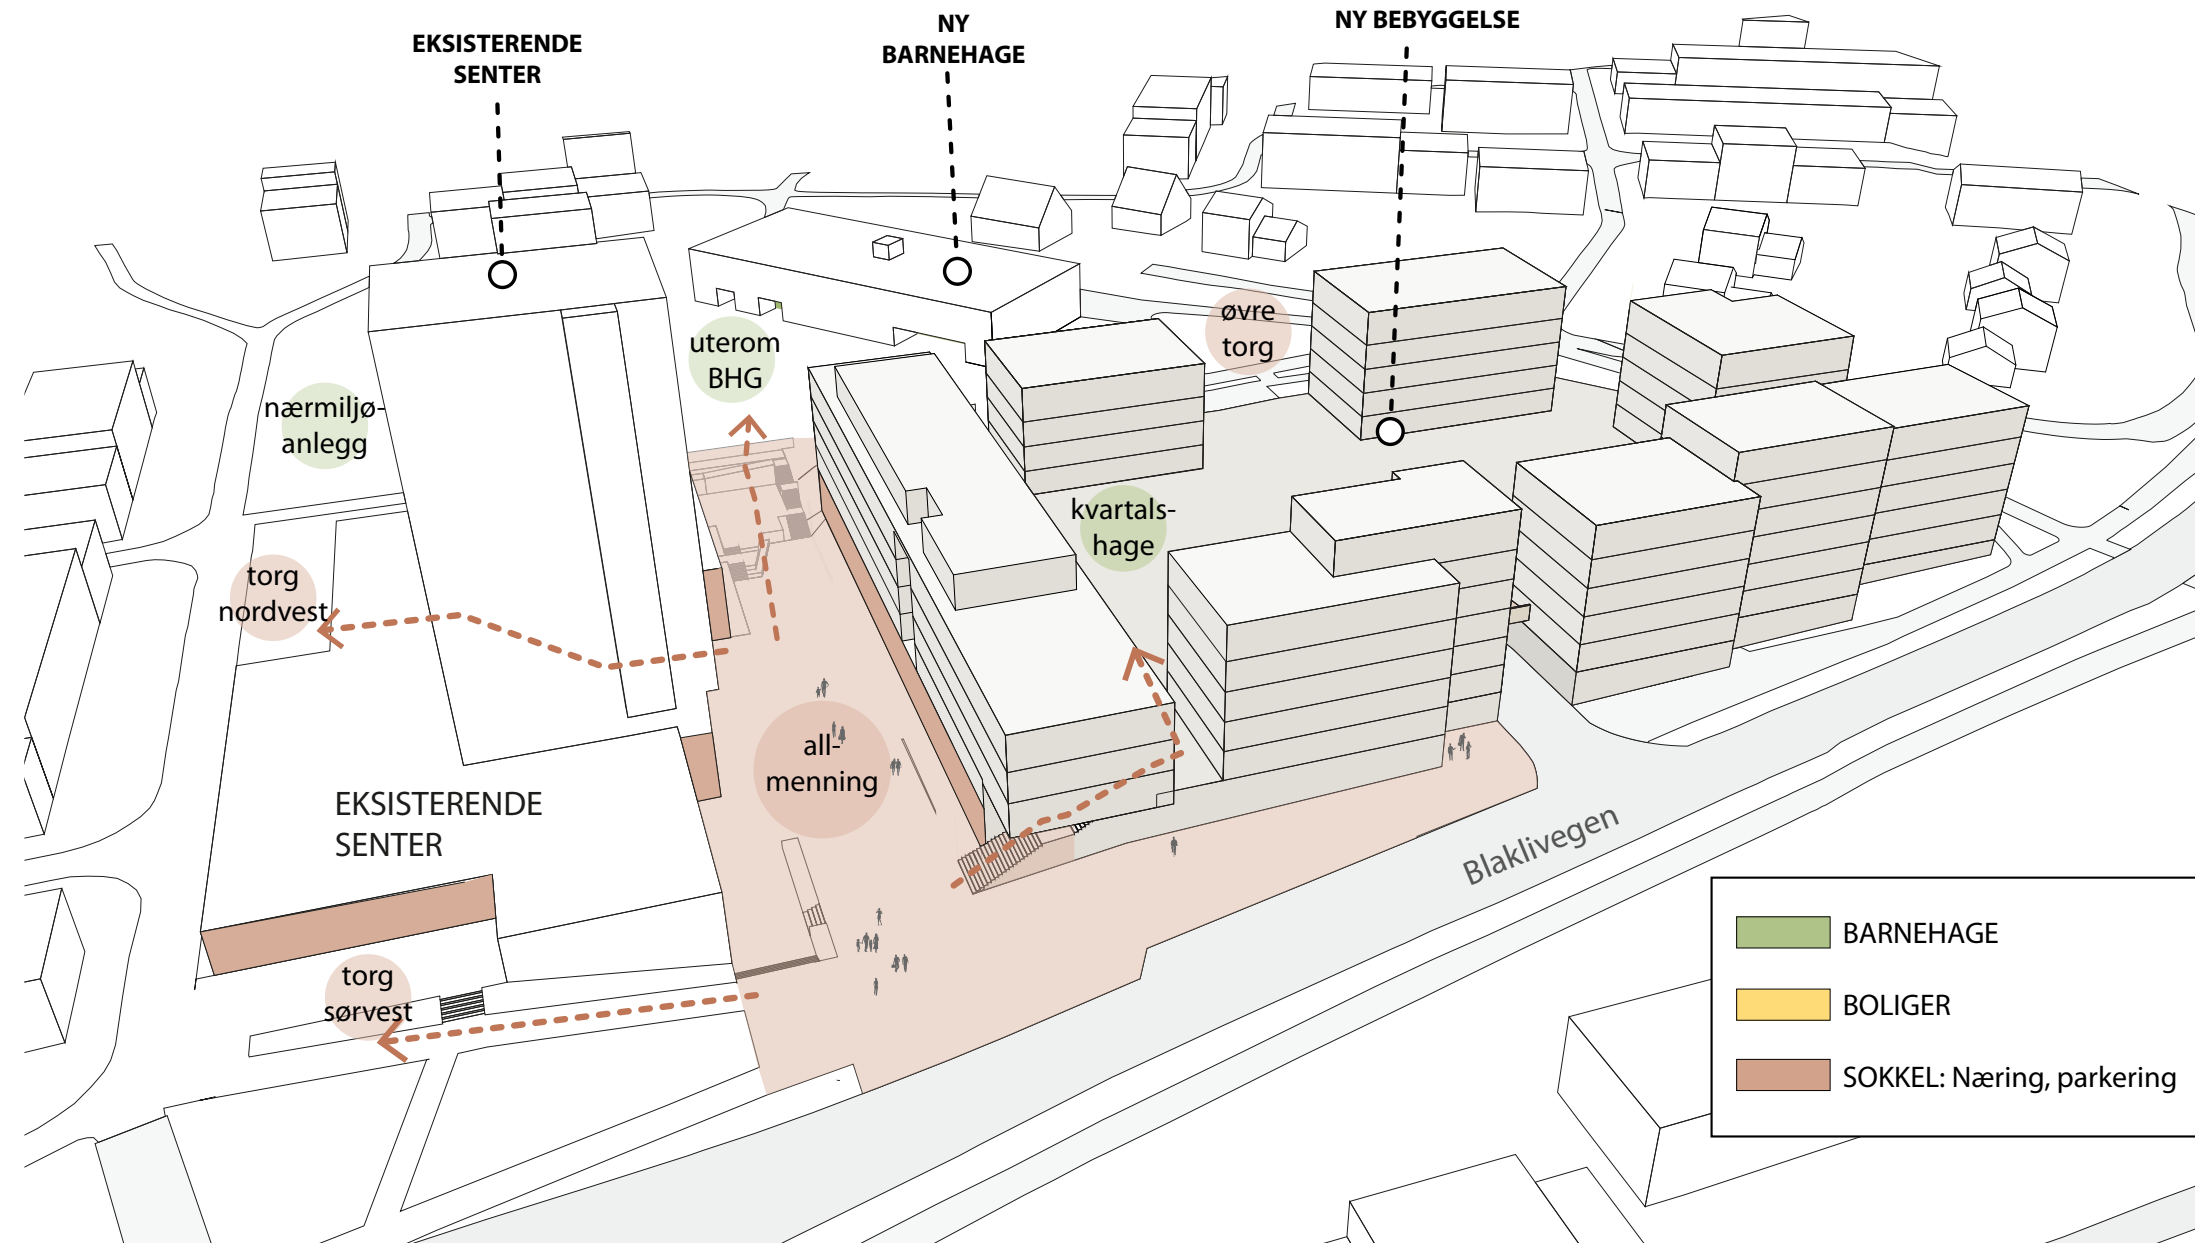 EKSISTERENDE
SENTER
NY
BARNEHAGE
NY BEBYGGELSE
øvre
torg
uterom
BHG
nærmiljø-
anlegg
kvartals-
hage
torg
nordvest
all-
menning
EKSISTERENDE
SENTER
Blaklivegen
torg
sørvest
BARNEHAGE
BOLIGER
SOKKEL: Næring, parkering